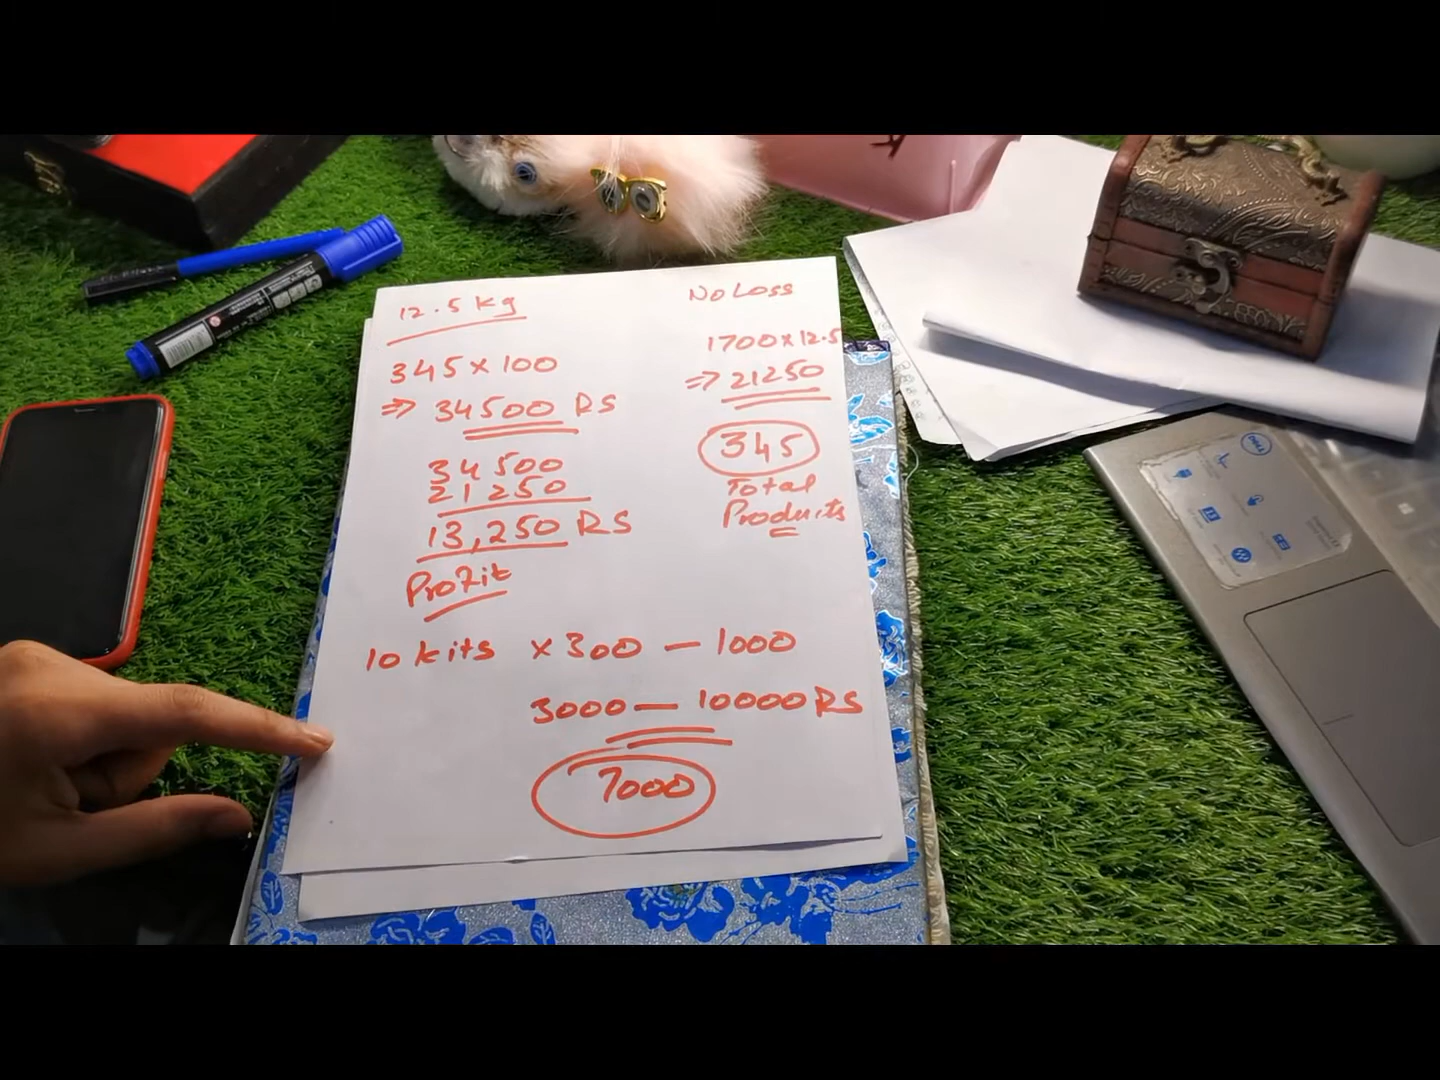 12.5 Kg
345 x 100
⇒ 34500 RS
34500
21250
13,250 RS
Profit
No Loss
1700 x 12.5
⇒ 21250
345
Total
Products
10 kits x 300 — 1000
3000 — 10000 RS
7000
DELL